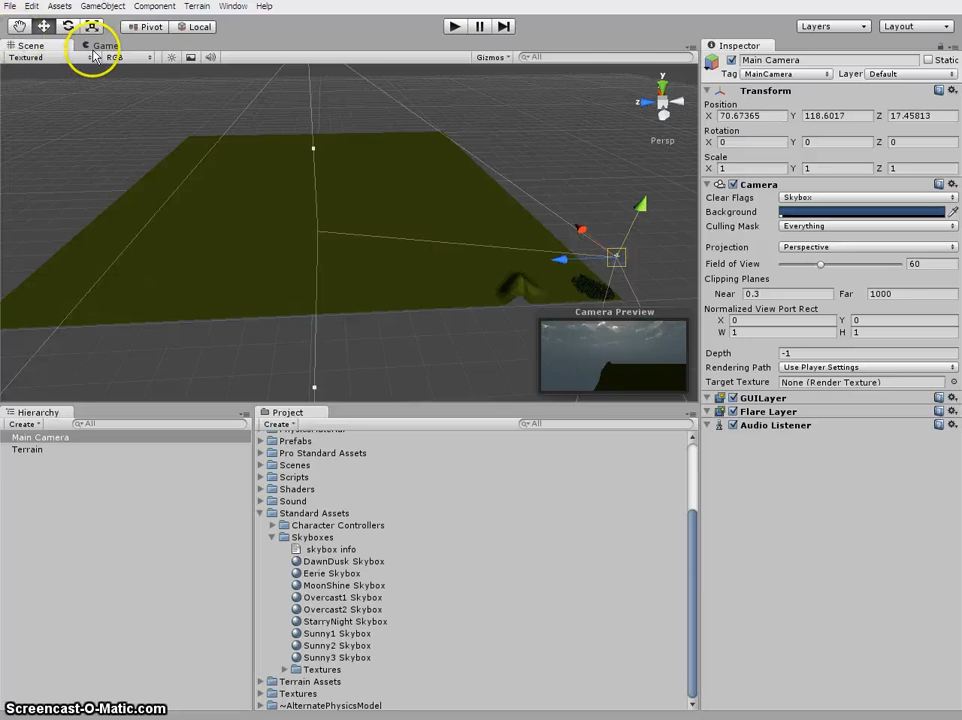 File Edit Assets GameObject Component Terrain Window Help
Pivot Local Layers Layout
Scene Game
Textured RGB Gizmos All
y
z
Persp
Camera Preview
Inspector
Main Camera Static
Tag MainCamera Layer Default
Transform
Position
X 70.67365 Y 118.6017 Z 17.45813
Rotation
X 0 Y 0 Z 0
Scale
X 1 Y 1 Z 1
Camera
Clear Flags Skybox
Background
Culling Mask Everything
Projection Perspective
Field of View 60
Clipping Planes
Near 0.3 Far 1000
Normalized View Port Rect
X 0 Y 0
W 1 H 1
Depth -1
Rendering Path Use Player Settings
Target Texture None (Render Texture)
GUILayer
Flare Layer
Audio Listener
Hierarchy
Create All
Main Camera
Terrain
Project
Create All
Prefabs
Pro Standard Assets
Scenes
Scripts
Shaders
Sound
Standard Assets
Character Controllers
Skyboxes
skybox info
DawnDusk Skybox
Eerie Skybox
MoonShine Skybox
Overcast1 Skybox
Overcast2 Skybox
StarryNight Skybox
Sunny1 Skybox
Sunny2 Skybox
Sunny3 Skybox
Textures
Terrain Assets
Textures
~AlternatePhysicsModel
Screencast-O-Matic.com